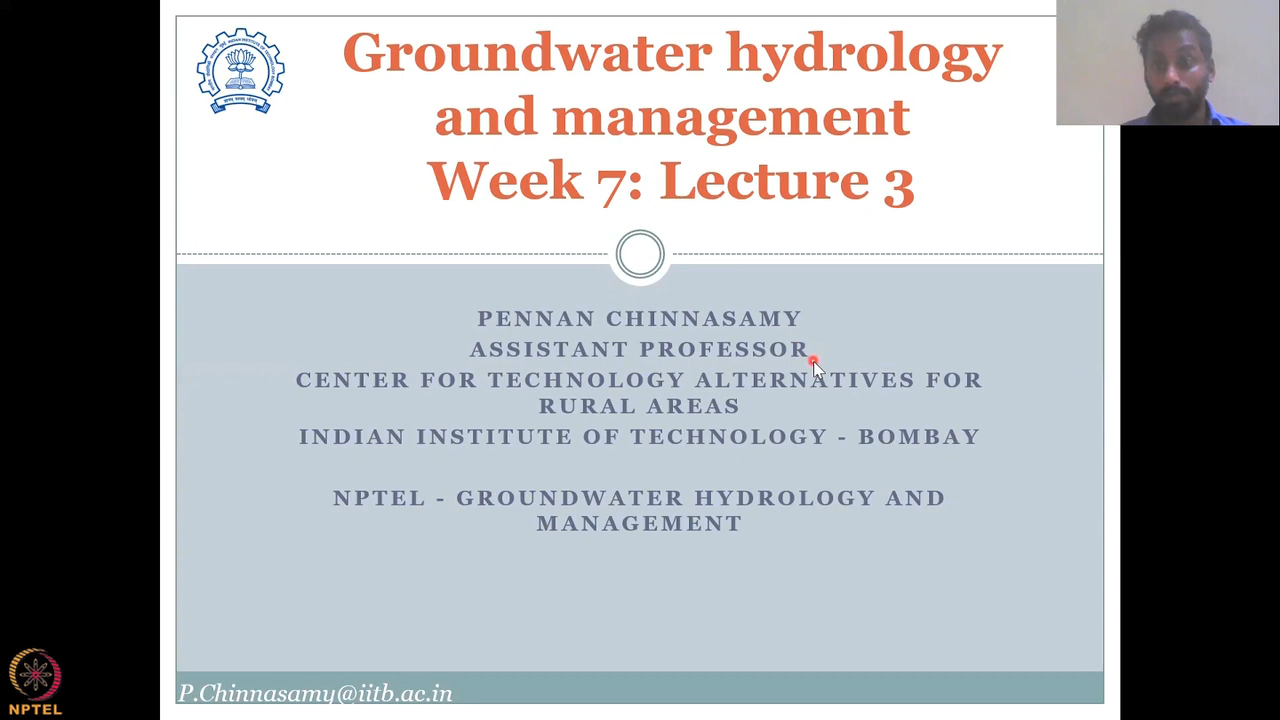 Groundwater hydrology
and management
Week 7: Lecture 3
PENNAN CHINNASAMY
ASSISTANT PROFESSOR
CENTER FOR TECHNOLOGY ALTERNATIVES FOR
RURAL AREAS
INDIAN INSTITUTE OF TECHNOLOGY - BOMBAY
NPTEL - GROUNDWATER HYDROLOGY AND
MANAGEMENT
P.Chinnasamy@iitb.ac.in
NPTEL